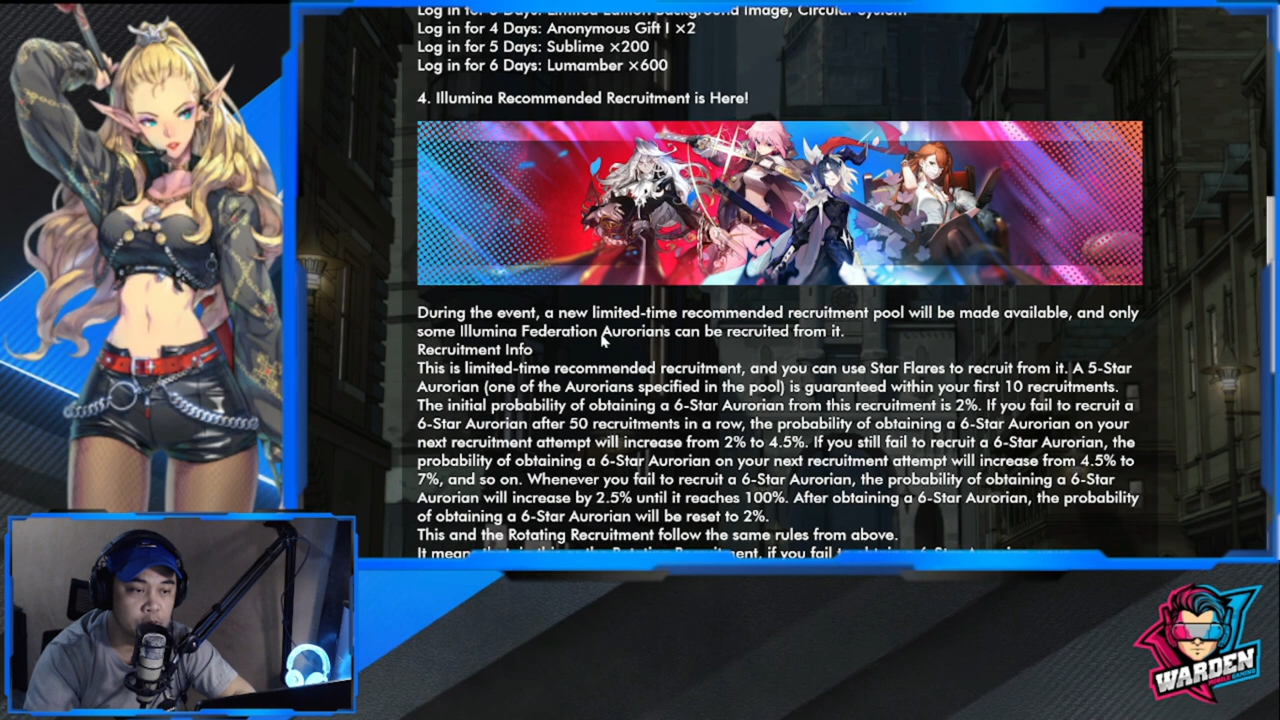 Log in for 4 Days: Anonymous Gift I ×2
Log in for 5 Days: Sublime ×200
Log in for 6 Days: Lumamber ×600
4. Illumina Recommended Recruitment is Here!
During the event, a new limited-time recommended recruitment pool will be made available, and only
some Illumina Federation Aurorians can be recruited from it.
Recruitment Info
This is limited-time recommended recruitment, and you can use Star Flares to recruit from it. A 5-Star
Aurorian (one of the Aurorians specified in the pool) is guaranteed within your first 10 recruitments.
The initial probability of obtaining a 6-Star Aurorian from this recruitment is 2%. If you fail to recruit a
6-Star Aurorian after 50 recruitments in a row, the probability of obtaining a 6-Star Aurorian on your
next recruitment attempt will increase from 2% to 4.5%. If you still fail to recruit a 6-Star Aurorian, the
probability of obtaining a 6-Star Aurorian on your next recruitment attempt will increase from 4.5% to
7%, and so on. Whenever you fail to recruit a 6-Star Aurorian, the probability of obtaining a 6-Star
Aurorian will increase by 2.5% until it reaches 100%. After obtaining a 6-Star Aurorian, the probability
of obtaining a 6-Star Aurorian will be reset to 2%.
This and the Rotating Recruitment follow the same rules from above.
WARDEN
MOBILE GAMING